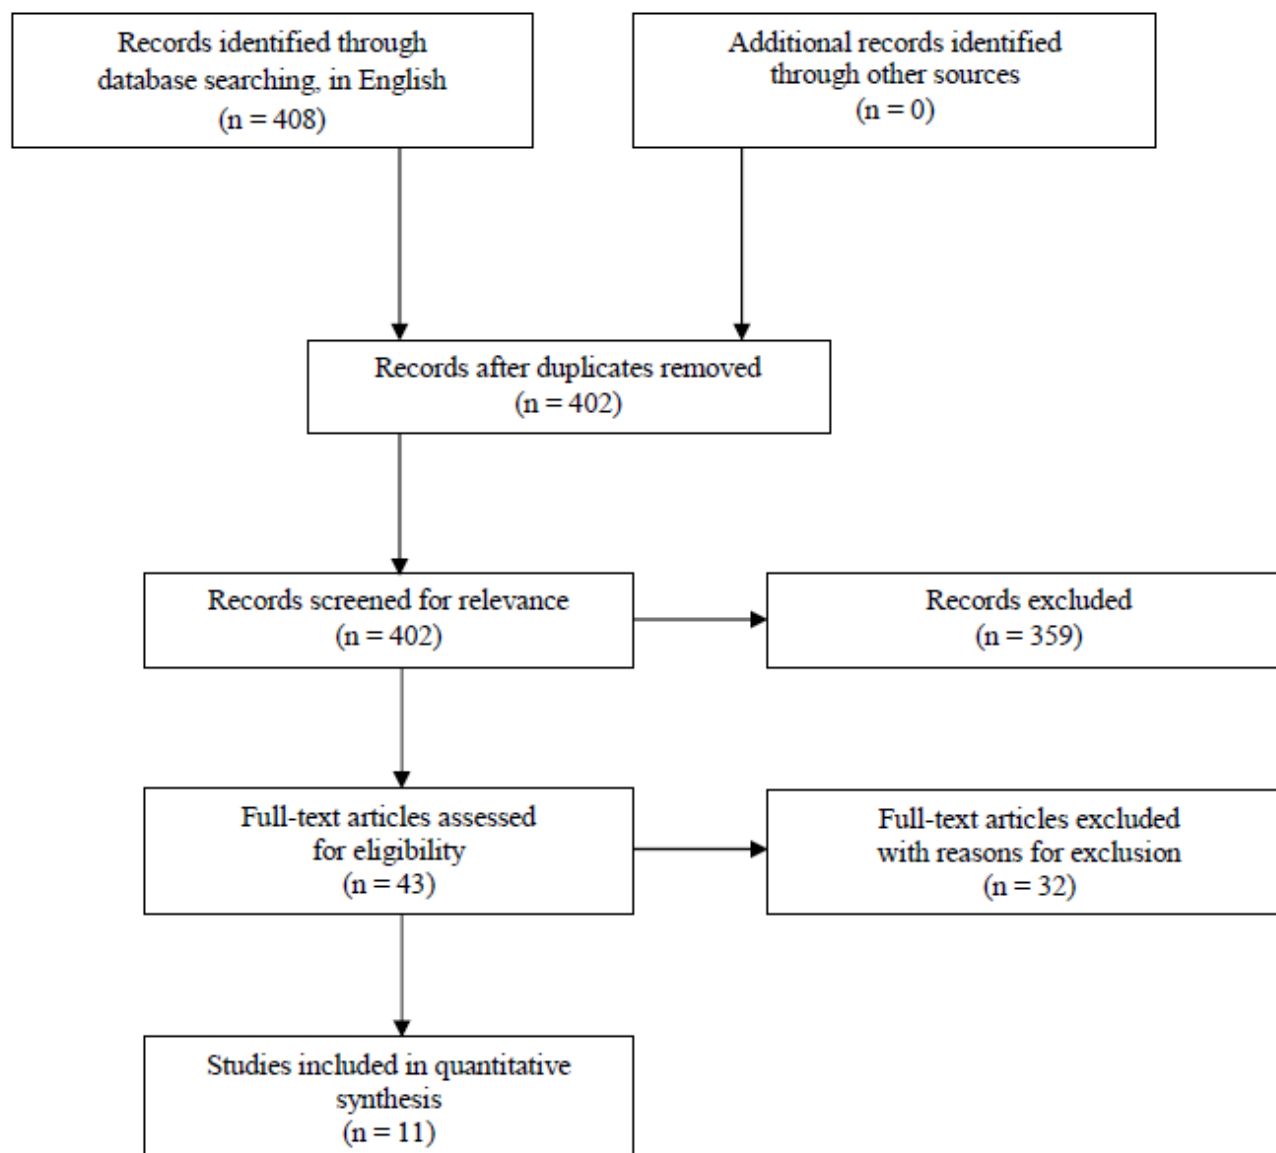 Records identified through
database searching, in English
(n = 408)
Additional records identified
through other sources
(n = 0)
Records after duplicates removed
(n = 402)
Records screened for relevance
(n = 402)
Records excluded
(n = 359)
Full-text articles assessed
for eligibility
(n = 43)
Full-text articles excluded
with reasons for exclusion
(n = 32)
Studies included in quantitative
synthesis
(n = 11)